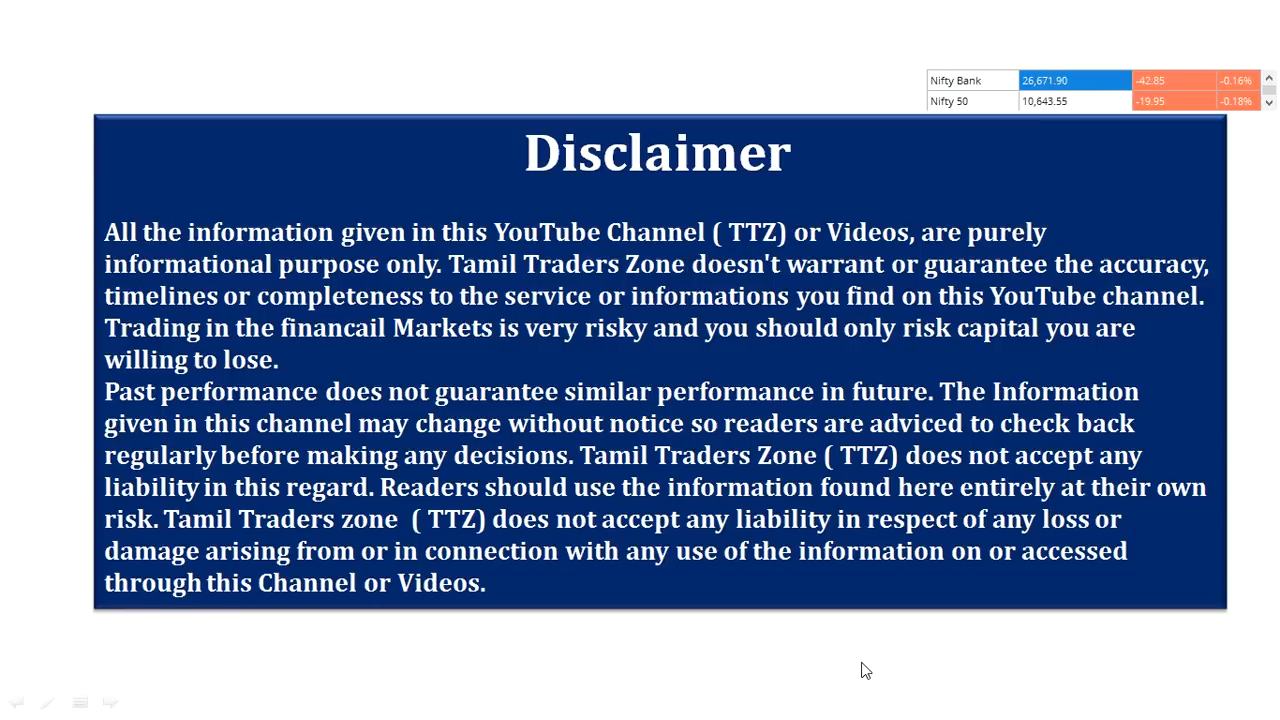 Nifty Bank 26,671.90 -42.85 -0.16%
Nifty 50 10,643.55 -19.95 -0.18%
Disclaimer
All the information given in this YouTube Channel ( TTZ) or Videos, are purely
informational purpose only. Tamil Traders Zone doesn't warrant or guarantee the accuracy,
timelines or completeness to the service or informations you find on this YouTube channel.
Trading in the financail Markets is very risky and you should only risk capital you are
willing to lose.
Past performance does not guarantee similar performance in future. The Information
given in this channel may change without notice so readers are adviced to check back
regularly before making any decisions. Tamil Traders Zone ( TTZ) does not accept any
liability in this regard. Readers should use the information found here entirely at their own
risk. Tamil Traders zone ( TTZ) does not accept any liability in respect of any loss or
damage arising from or in connection with any use of the information on or accessed
through this Channel or Videos.